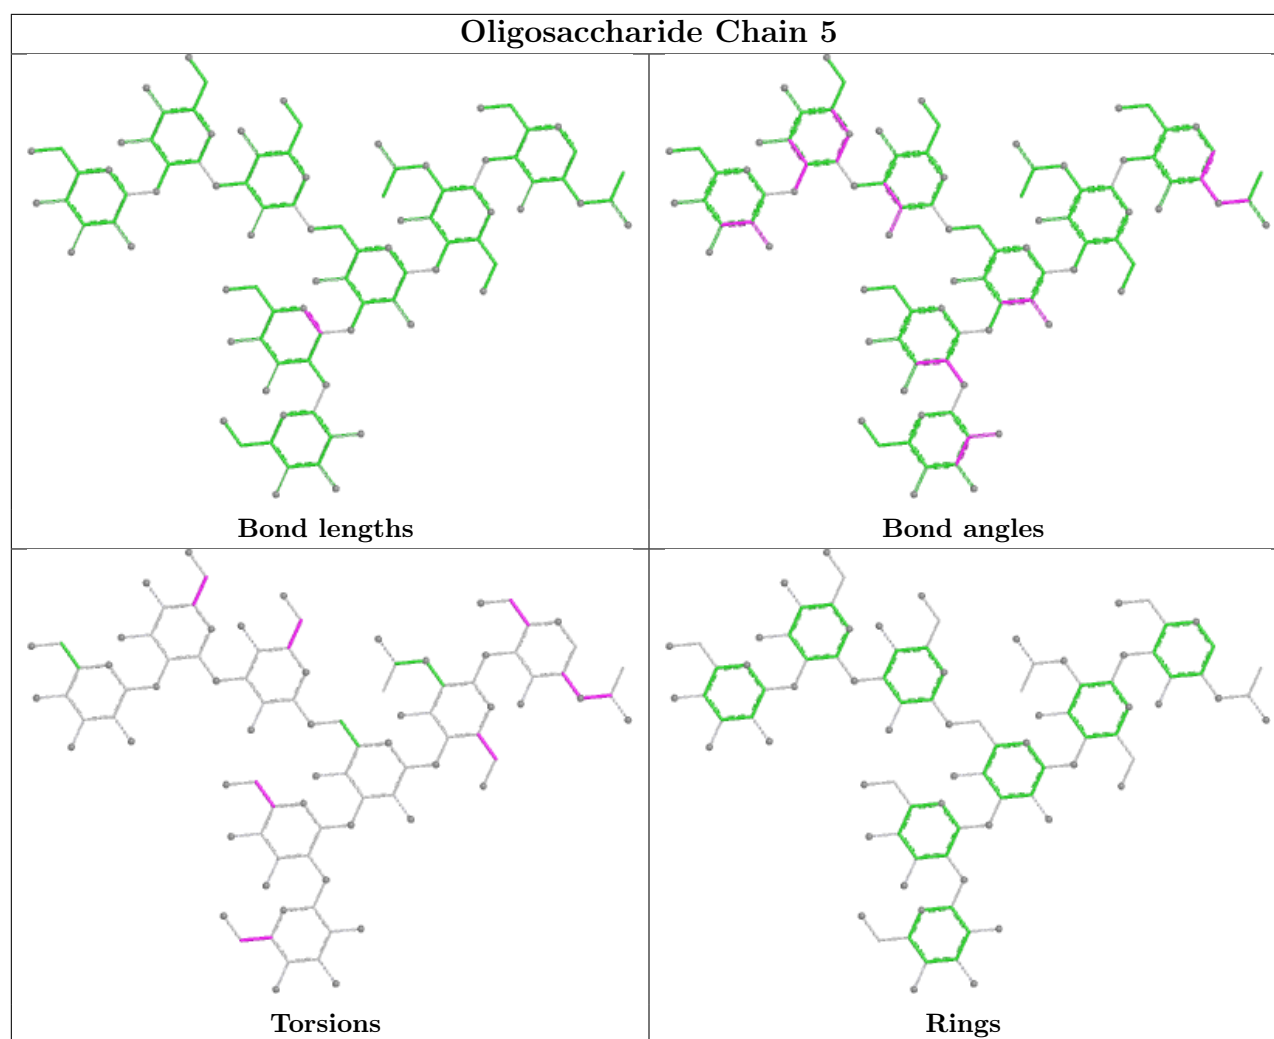 Oligosaccharide Chain 5
Bond lengths
Bond angles
Torsions
Rings